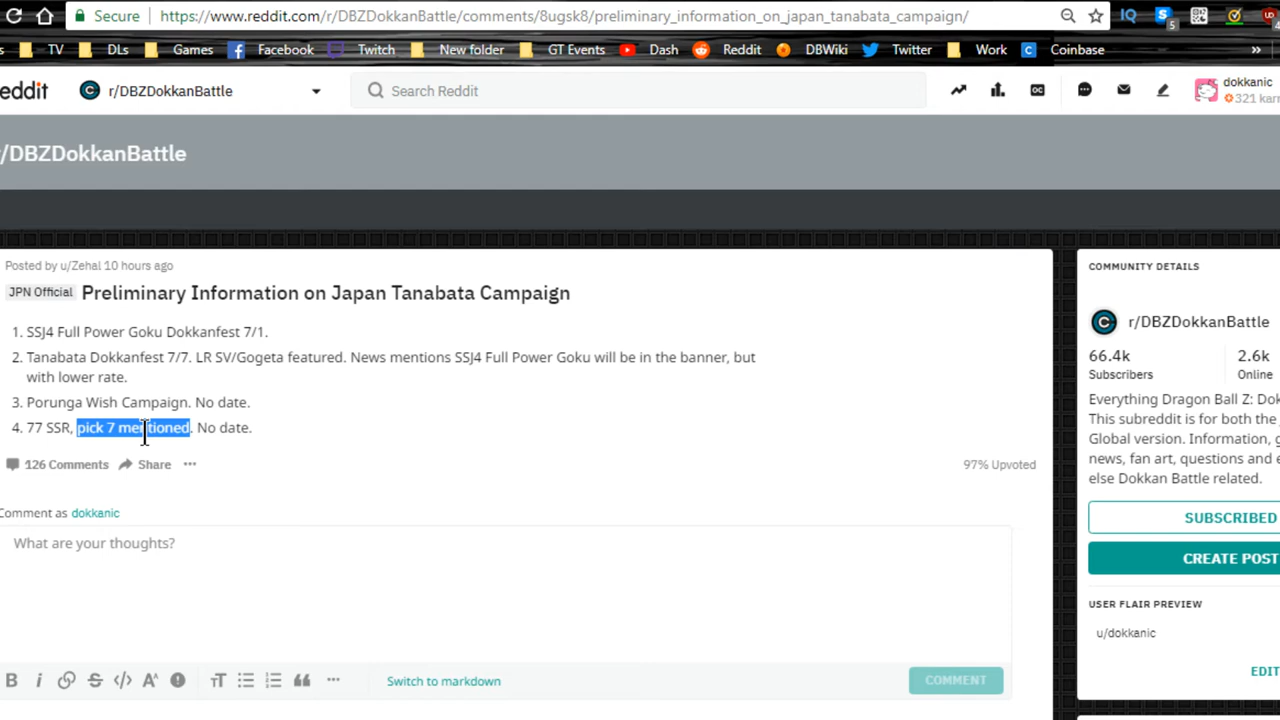 Secure https://www.reddit.com/r/DBZDokkanBattle/comments/8ugsk8/preliminary_information_on_japan_tanabata_campaign/ IQ 5
s TV DLs Games Facebook Twitch New folder GT Events Dash Reddit DBWiki Twitter Work Coinbase »
eddit r/DBZDokkanBattle Search Reddit dokkanic
321 karn
r/DBZDokkanBattle
Posted by u/Zehal 10 hours ago
JPN Official Preliminary Information on Japan Tanabata Campaign
1. SSJ4 Full Power Goku Dokkanfest 7/1.
2. Tanabata Dokkanfest 7/7. LR SV/Gogeta featured. News mentions SSJ4 Full Power Goku will be in the banner, but
with lower rate.
3. Porunga Wish Campaign. No date.
4. 77 SSR, pick 7 mentioned. No date.
126 Comments Share ••• 97% Upvoted
Comment as dokkanic
What are your thoughts?
B i S </> A T Switch to markdown COMMENT
COMMUNITY DETAILS
r/DBZDokkanBattle
66.4k 2.6k
Subscribers Online
Everything Dragon Ball Z: Dok
This subreddit is for both the J
Global version. Information, g
news, fan art, questions and e
else Dokkan Battle related.
SUBSCRIBED
CREATE POST
USER FLAIR PREVIEW
u/dokkanic
EDIT